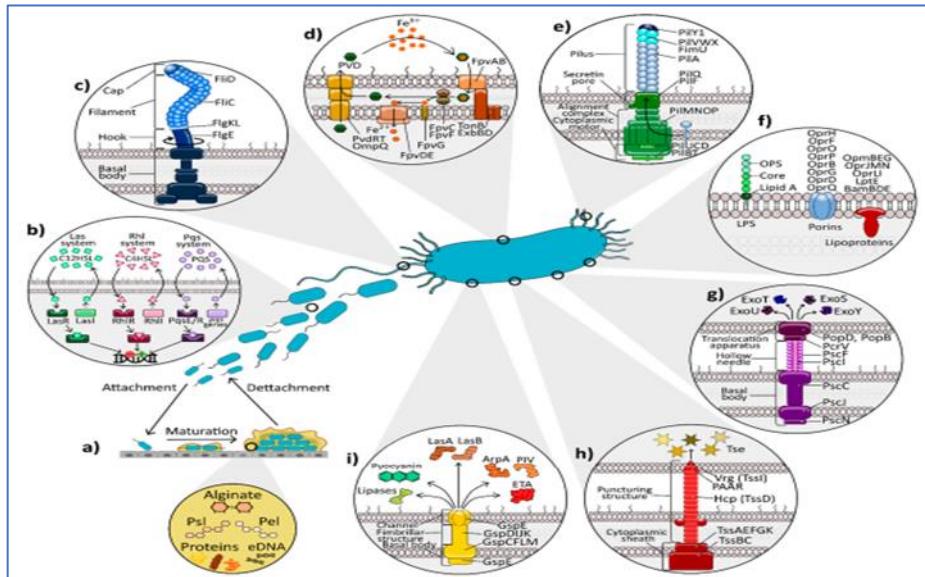 c)
Cap
Filament
Hook
Basal body
FliD
FliC
FlgKL
FlgE
d)
Fe³⁺
PVD
FpvAB
Fe²⁺
PvdRT
OmpQ
FpvC
FpvF
FpvG
FpvDE
TonB
ExbBD
e)
Pilus
Secretin pore
Alignment complex
Cytoplasmic motor
PilY1
PilVWX
FimU
PilA
PilQ
PilF
PilMNOP
f)
OPS
Core
Lipid A
LPS
OprH
OprF
OprO
OprP
OprB
OprG
OprD
OprQ
Porins
OpmBEG
OprJMN
OprLI
LptE
BamBDE
Lipoproteins
b)
Las system
Rhl system
Pqs system
C12HSL
C4HSL
PQS
LasR
LasI
RhlR
RhlI
PqsE/R
genes
g)
ExoT
ExoS
ExoU
ExoY
Translocation apparatus
Hollow needle
Basal body
PopD, PopB
PcrV
PscF
PscI
PscC
PscJ
PscN
Attachment
Dettachment
Maturation
a)
Alginate
Psl
Pel
Proteins
eDNA
i)
LasA
LasB
Puocyanin
Lipases
ArpA
PIV
ETA
Channel
Fimbrillar structure
Basal body
GspE
GspDIJK
GspCFLM
GspE
h)
Tse
Puncturing structure
Cytoplasmic sheath
Vrg (TssI)
PAAR
Hcp (TssD)
TssAEFGK
TssBC